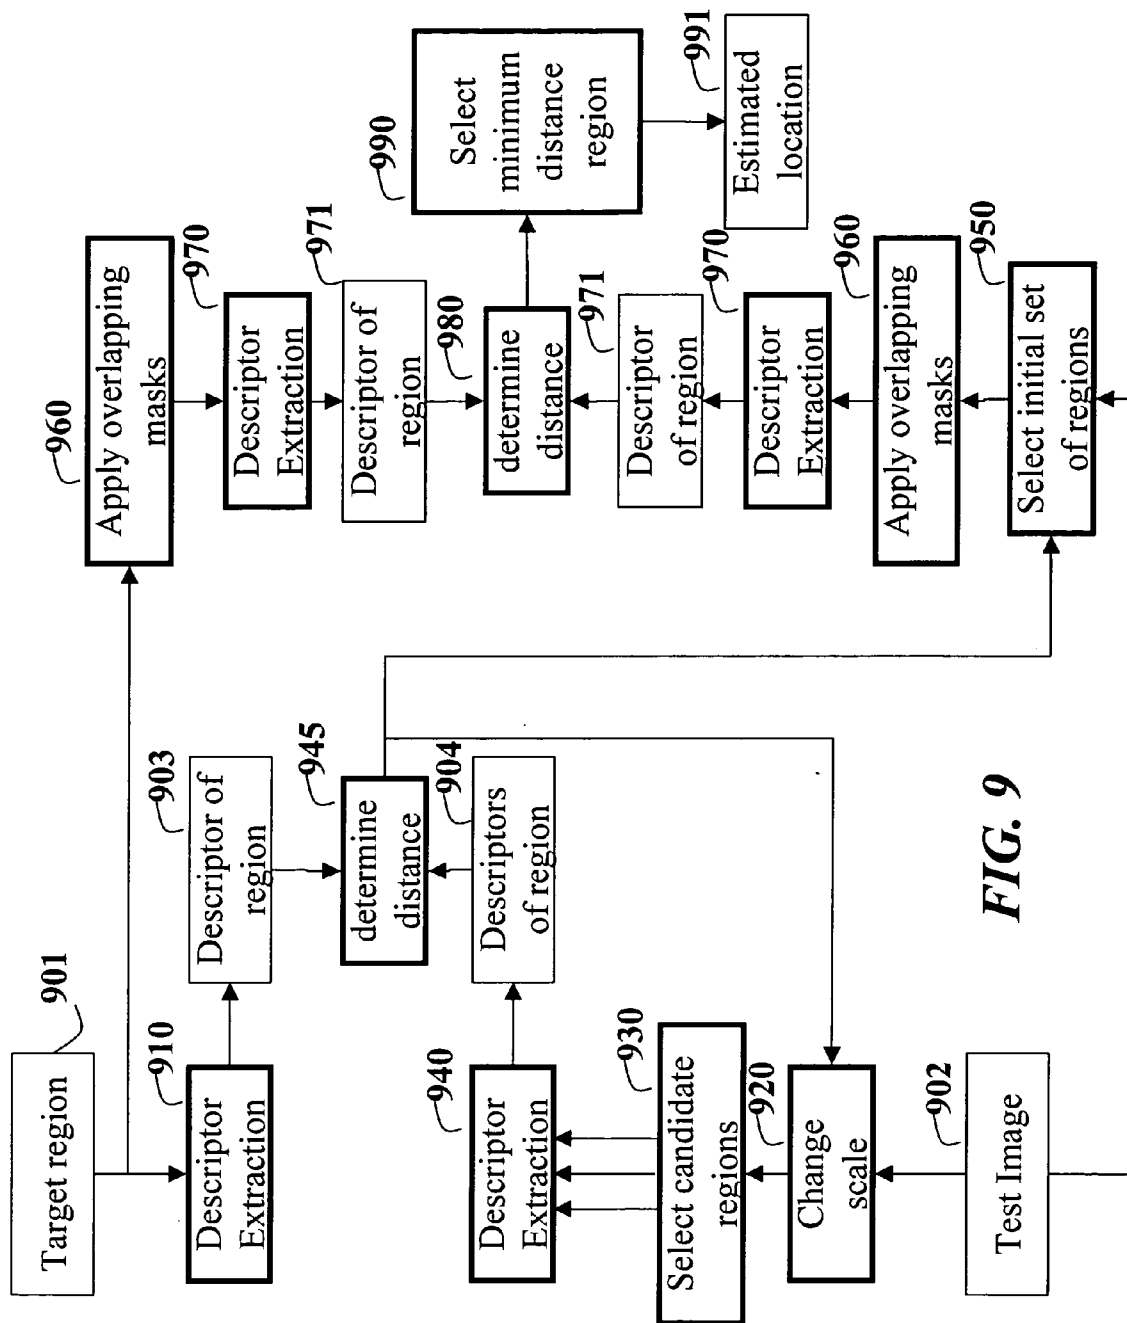 Target region
901
Descriptor
Extraction
910
Descriptor of
region
903
determine
distance
945
Descriptors
of region
904
Descriptor
Extraction
940
Select candidate
regions
930
Change
scale
920
Test Image
902
Apply overlapping
masks
960
Descriptor
Extraction
970
Descriptor of
region
971
determine
distance
980
Descriptor
of region
971
Descriptor
Extraction
970
Apply overlapping
masks
960
Select initial set
of regions
950
Select
minimum
distance
region
990
Estimated
location
991
FIG. 9